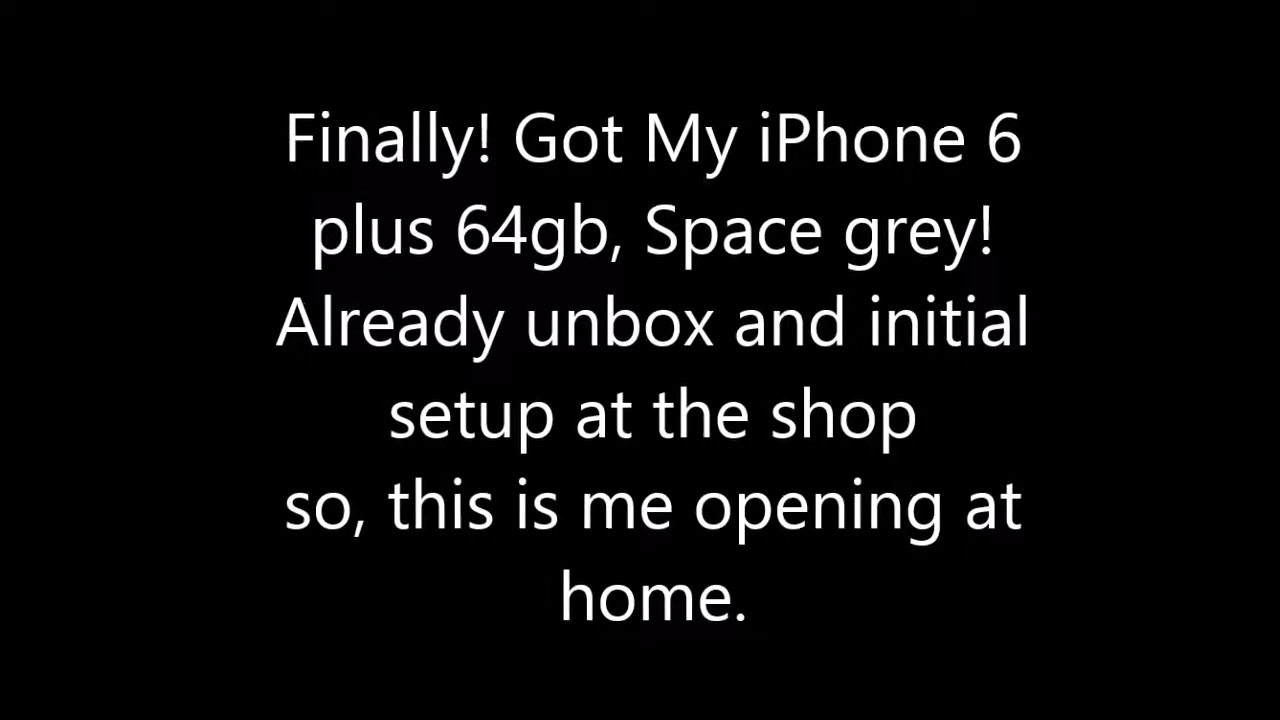 Finally! Got My iPhone 6
plus 64gb, Space grey!
Already unbox and initial
setup at the shop
so, this is me opening at
home.